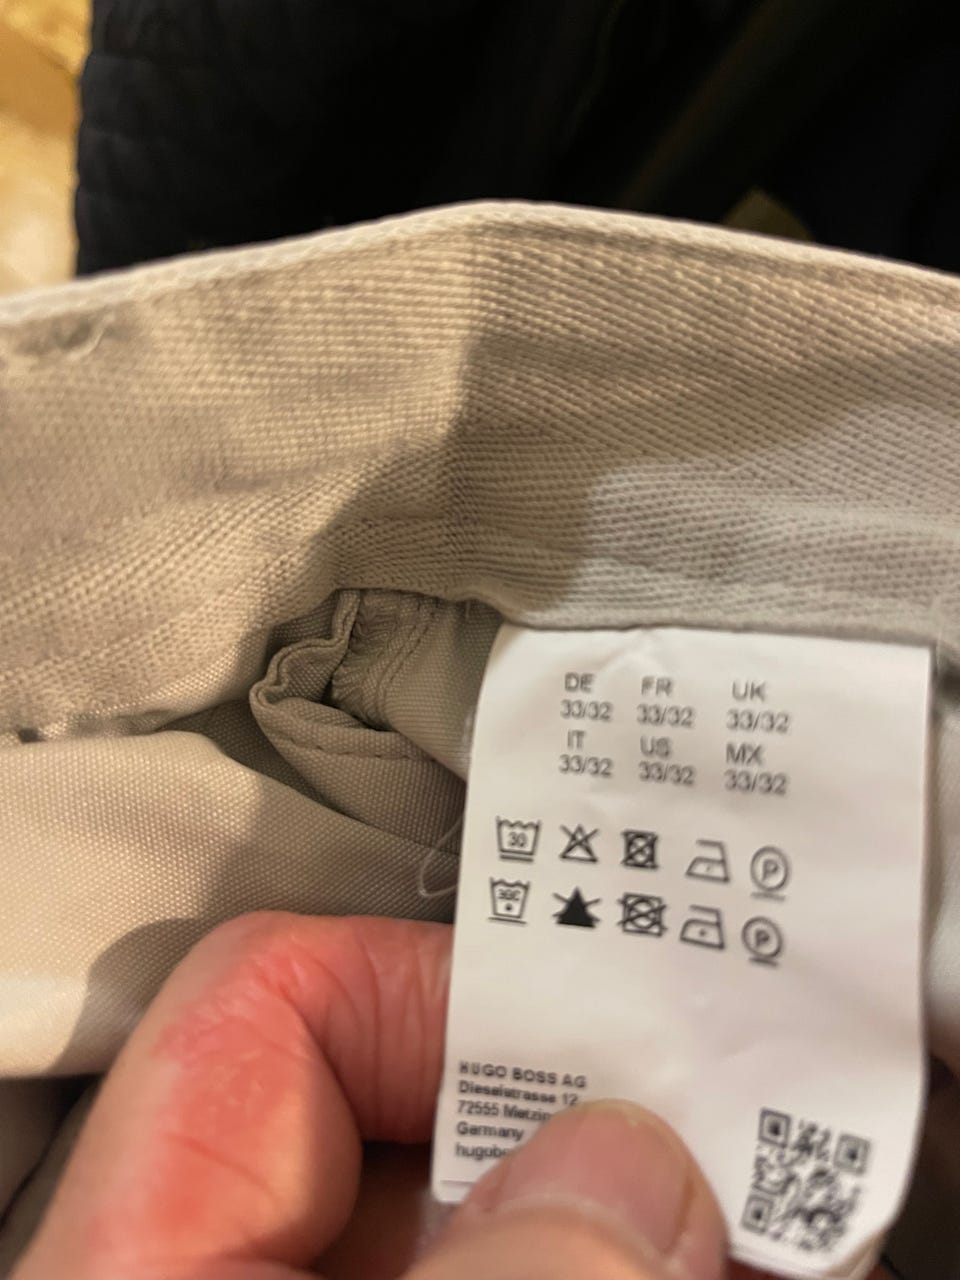 DE FR UK
33/32 33/32 33/32
IT US MX
33/32 33/32 33/32
30 P
30C P
HUGO BOSS AG
Dieselstrasse 12
72555
Germany